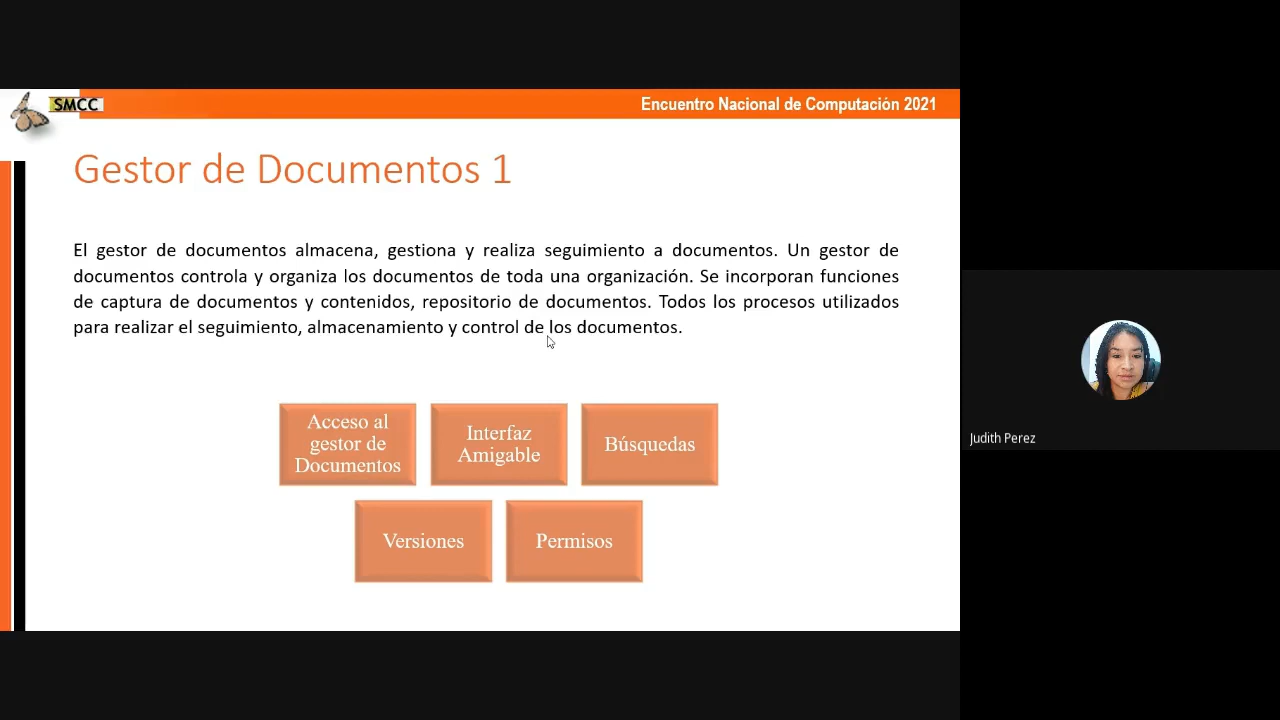 SMCC
Encuentro Nacional de Computación 2021
Gestor de Documentos 1
El gestor de documentos almacena, gestiona y realiza seguimiento a documentos. Un gestor de
documentos controla y organiza los documentos de toda una organización. Se incorporan funciones
de captura de documentos y contenidos, repositorio de documentos. Todos los procesos utilizados
para realizar el seguimiento, almacenamiento y control de los documentos.
Acceso al
gestor de
Documentos
Interfaz
Amigable
Búsquedas
Versiones
Permisos
Judith Perez